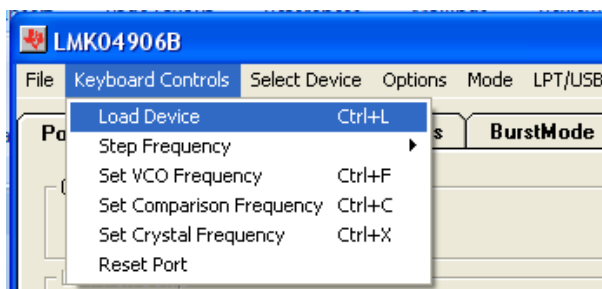 LMK04906B
File Keyboard Controls Select Device Options Mode LPT/USB
Load Device Ctrl+L
Po s BurstMode
Step Frequency
Set VCO Frequency Ctrl+F
Set Comparison Frequency Ctrl+C
Set Crystal Frequency Ctrl+X
Reset Port